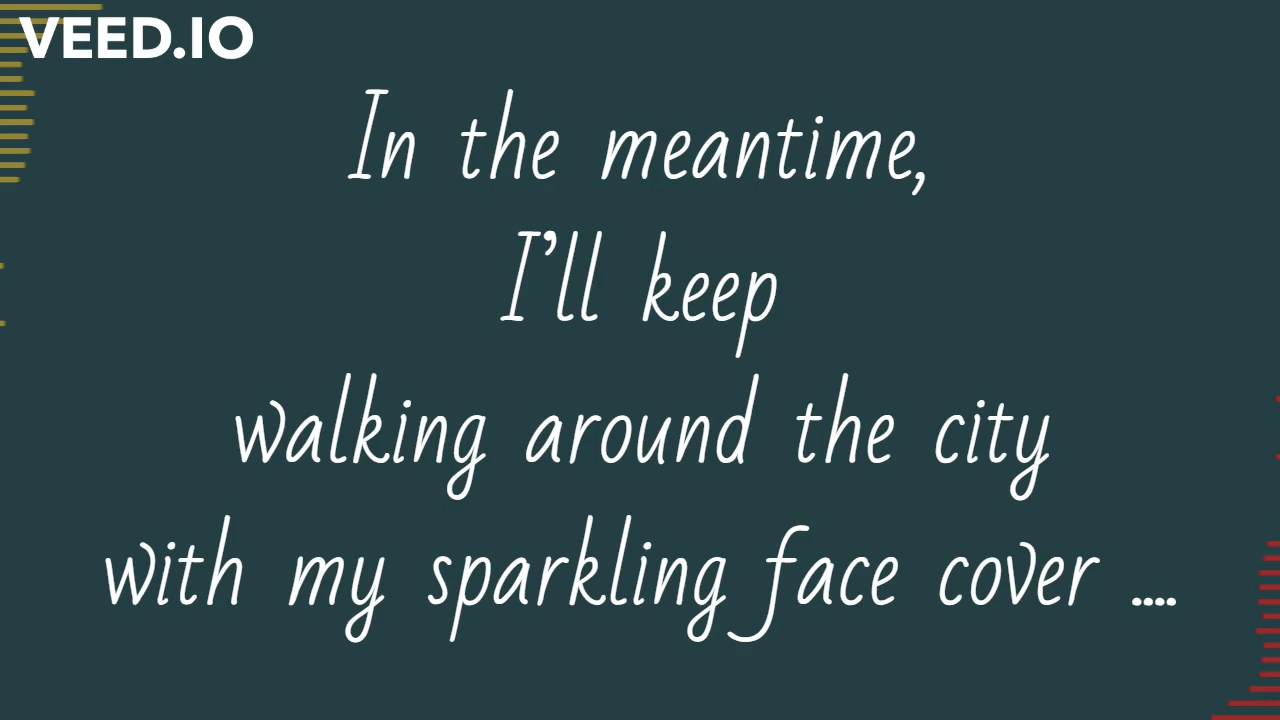 VEED.IO
In the meantime,
I’ll keep
walking around the city
with my sparkling face cover ....